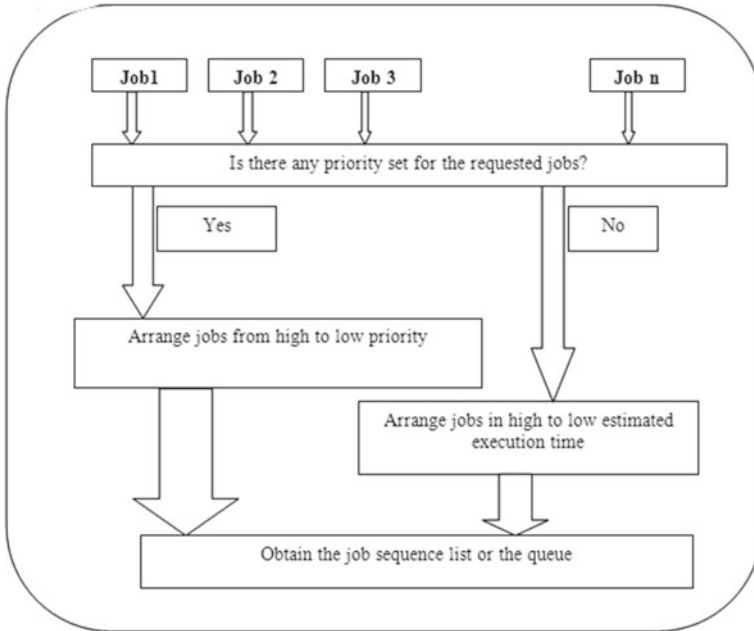 Job1
Job 2
Job 3
Job n
Is there any priority set for the requested jobs?
Yes
No
Arrange jobs from high to low priority
Arrange jobs in high to low estimated
execution time
Obtain the job sequence list or the queue